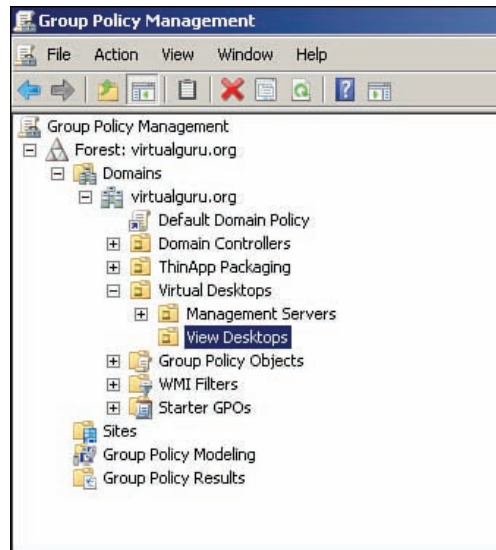 Group Policy Management
File Action View Window Help
Group Policy Management
Forest: virtualguru.org
Domains
virtualguru.org
Default Domain Policy
Domain Controllers
ThinApp Packaging
Virtual Desktops
Management Servers
View Desktops
Group Policy Objects
WMI Filters
Starter GPOs
Sites
Group Policy Modeling
Group Policy Results